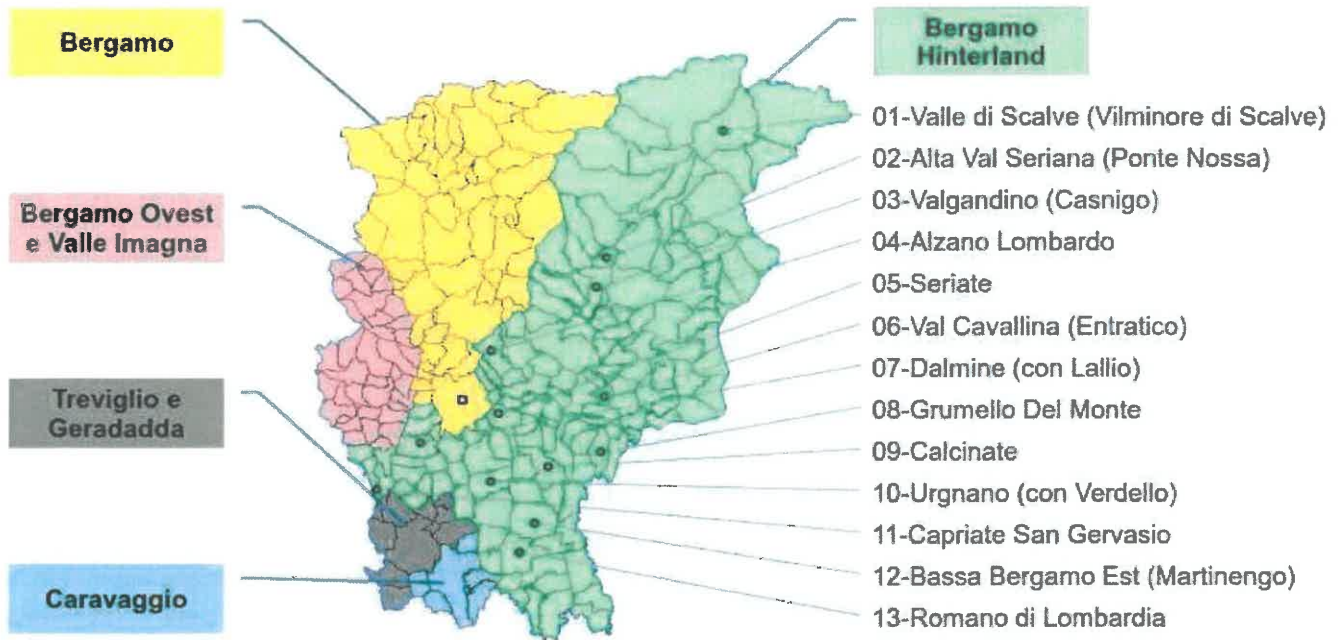 Bergamo
Bergamo Ovest
e Valle Imagna
Treviglio e
Geradadda
Caravaggio
Bergamo
Hinterland
01-Valle di Scalve (Vilminore di Scalve)
02-Alta Val Seriana (Ponte Nossa)
03-Valgandino (Casnigo)
04-Alzano Lombardo
05-Seriate
06-Val Cavallina (Entratico)
07-Dalmine (con Lallio)
08-Grumello Del Monte
09-Calcinate
10-Urgnano (con Verdello)
11-Capriate San Gervasio
12-Bassa Bergamo Est (Martinengo)
13-Romano di Lombardia